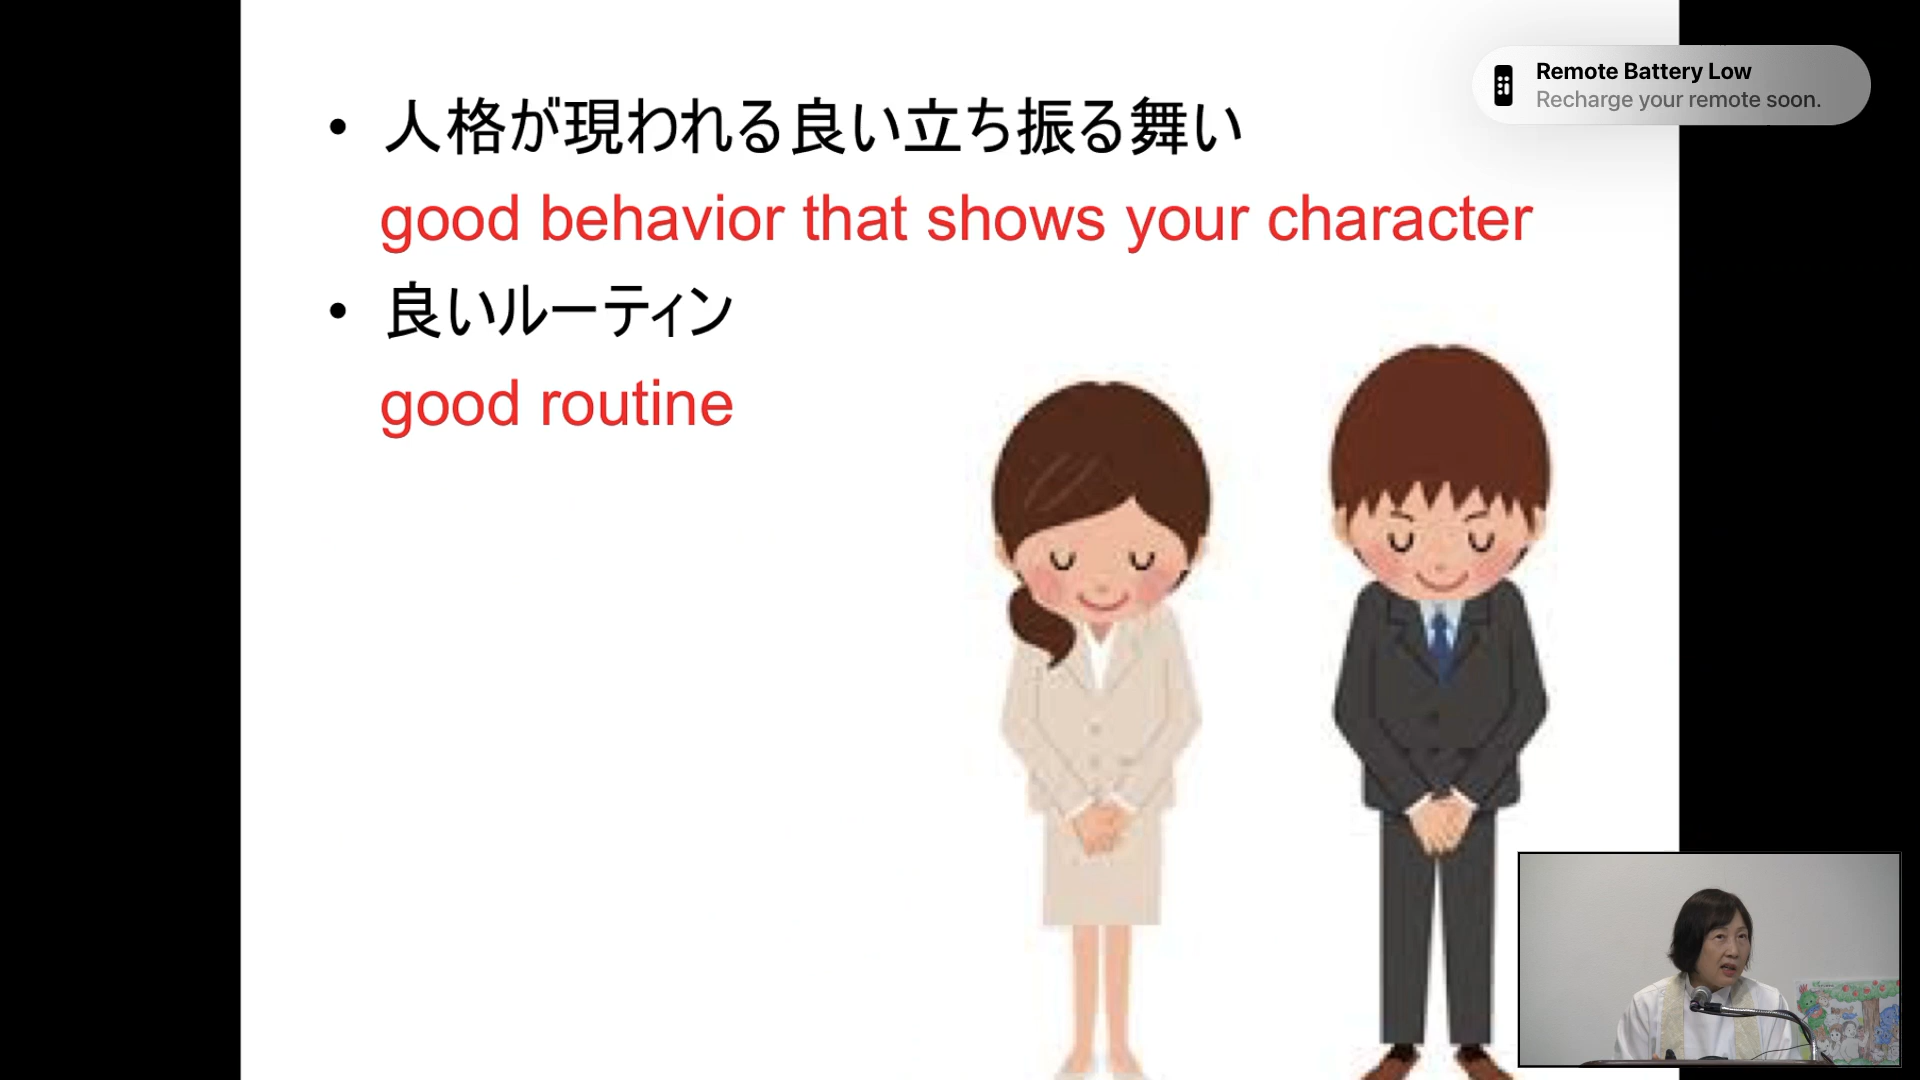 • 人格が現われる良い立ち振る舞い
good behavior that shows your character
• 良いルーティン
good routine
Remote Battery Low
Recharge your remote soon.